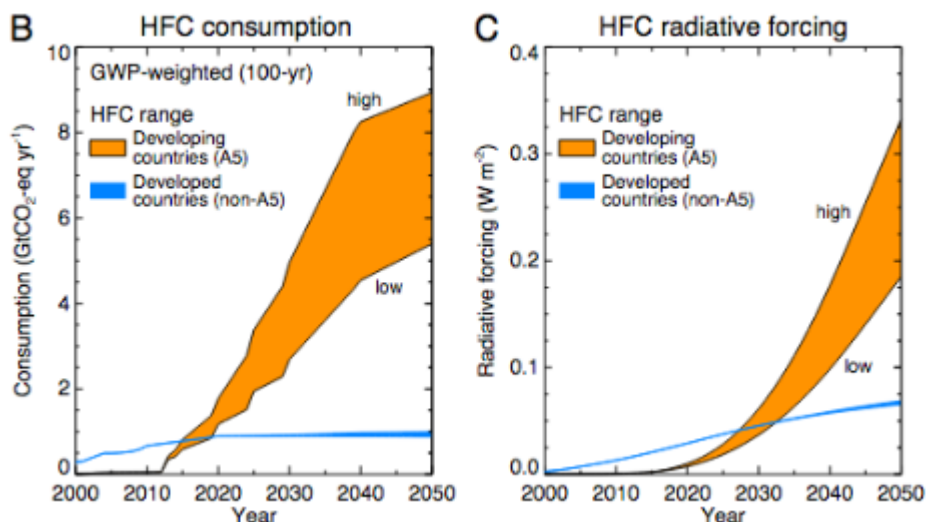 B HFC consumption
10
8
6
4
2
0
GWP-weighted (100-yr)
HFC range
Developing
countries (A5)
Developed
countries (non-A5)
high
low
Consumption (GtCO₂-eq yr⁻¹)
2000 2010 2020 2030 2040 2050
Year
C HFC radiative forcing
0.4
0.3
0.2
0.1
0.0
HFC range
Developing
countries (A5)
Developed
countries (non-A5)
high
low
Radiative forcing (W m⁻²)
2000 2010 2020 2030 2040 2050
Year